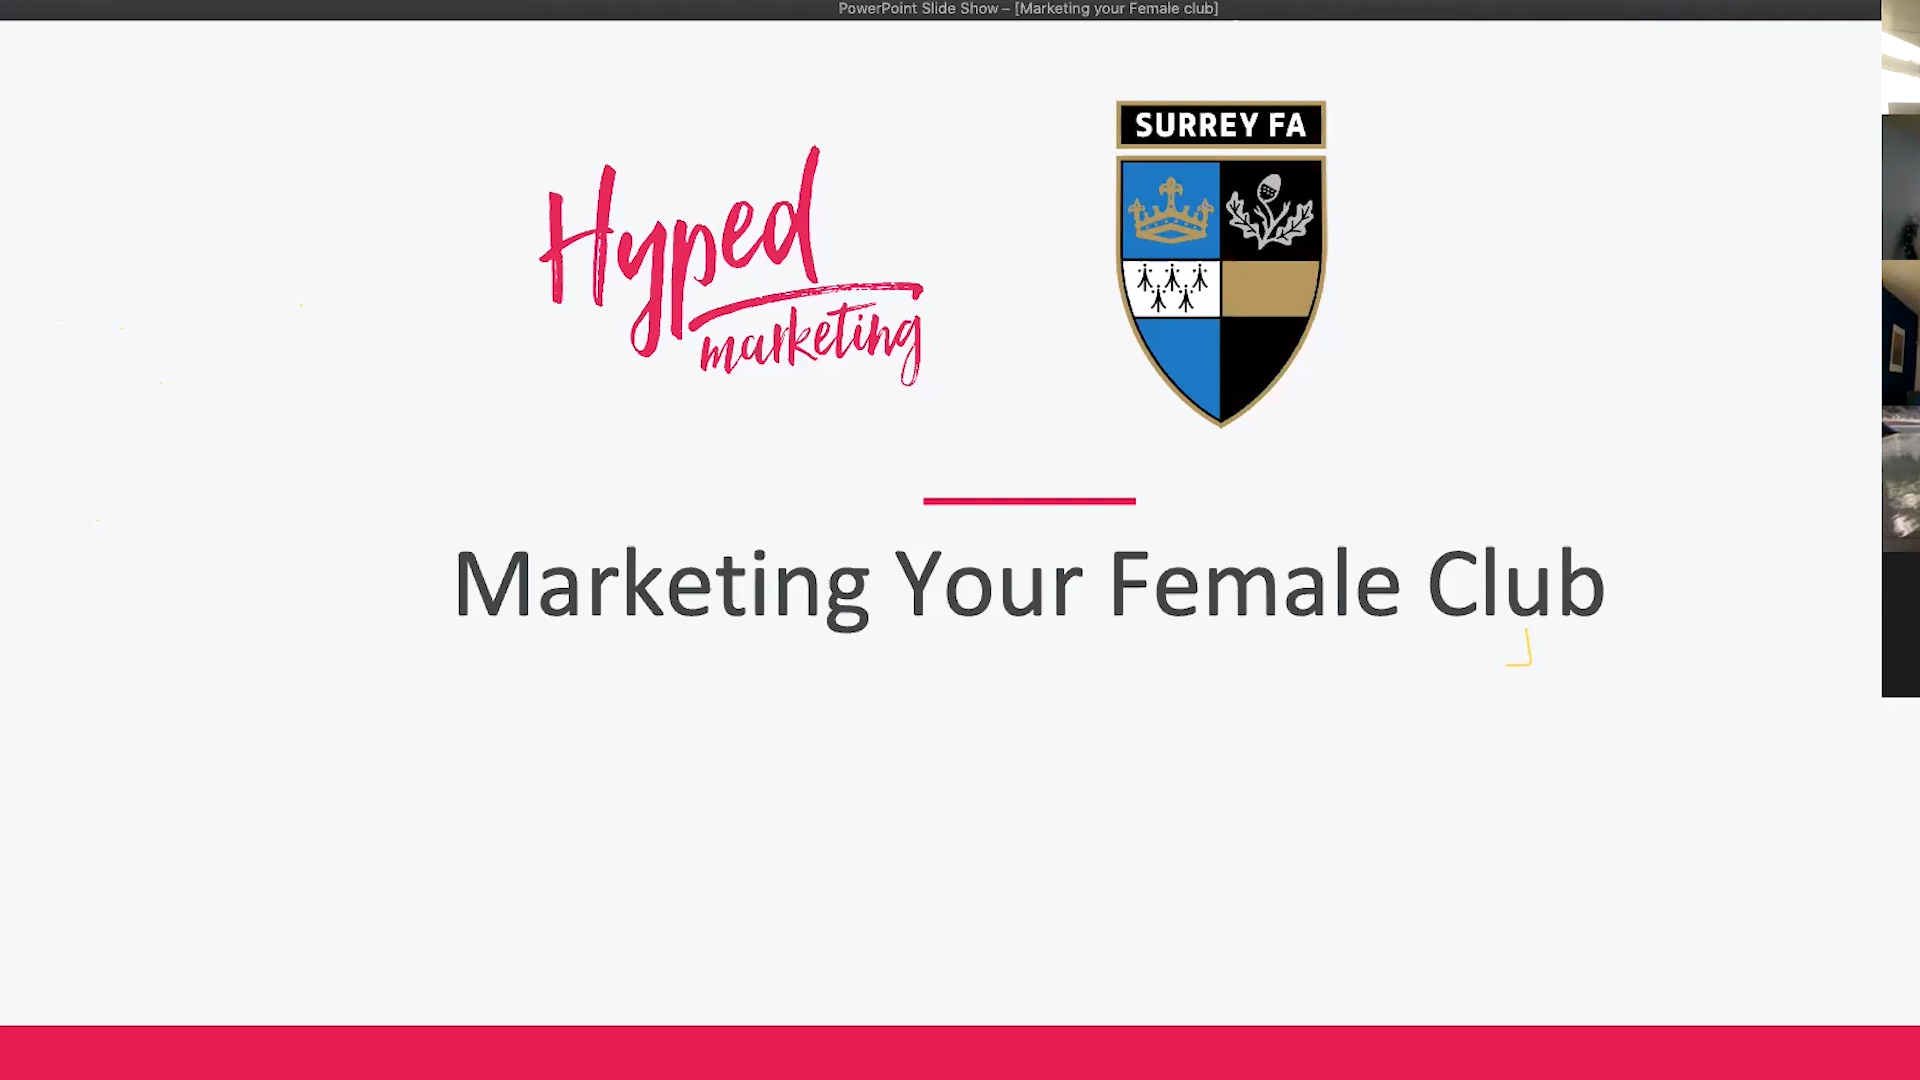 PowerPoint Slide Show – [Marketing your Female club]
SURREY FA
Hyped
marketing
Marketing Your Female Club